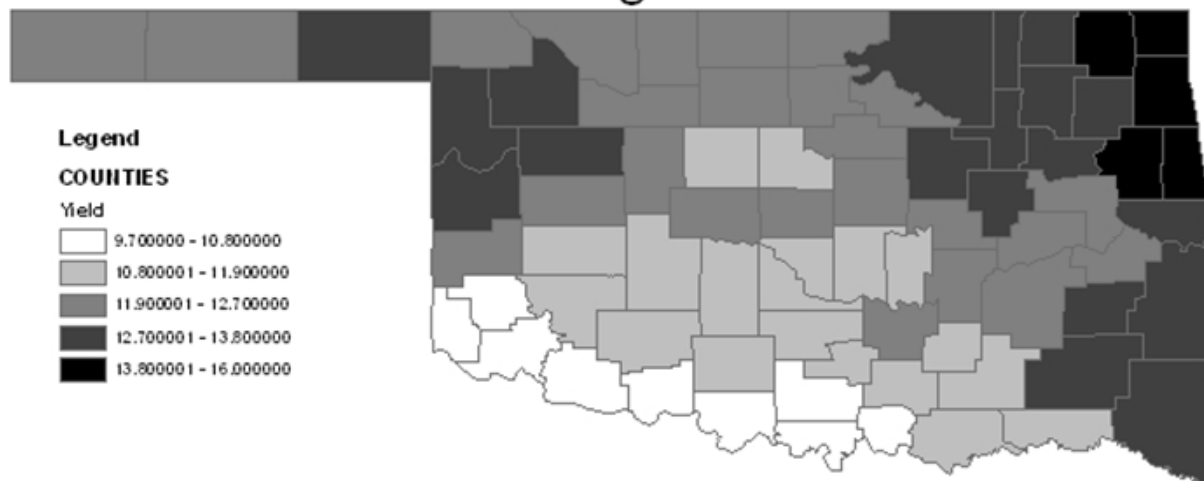 Legend
COUNTIES
Yield
9.700000 - 10.800000
10.800001 - 11.900000
11.900001 - 12.700000
12.700001 - 13.800000
13.800001 - 16.000000